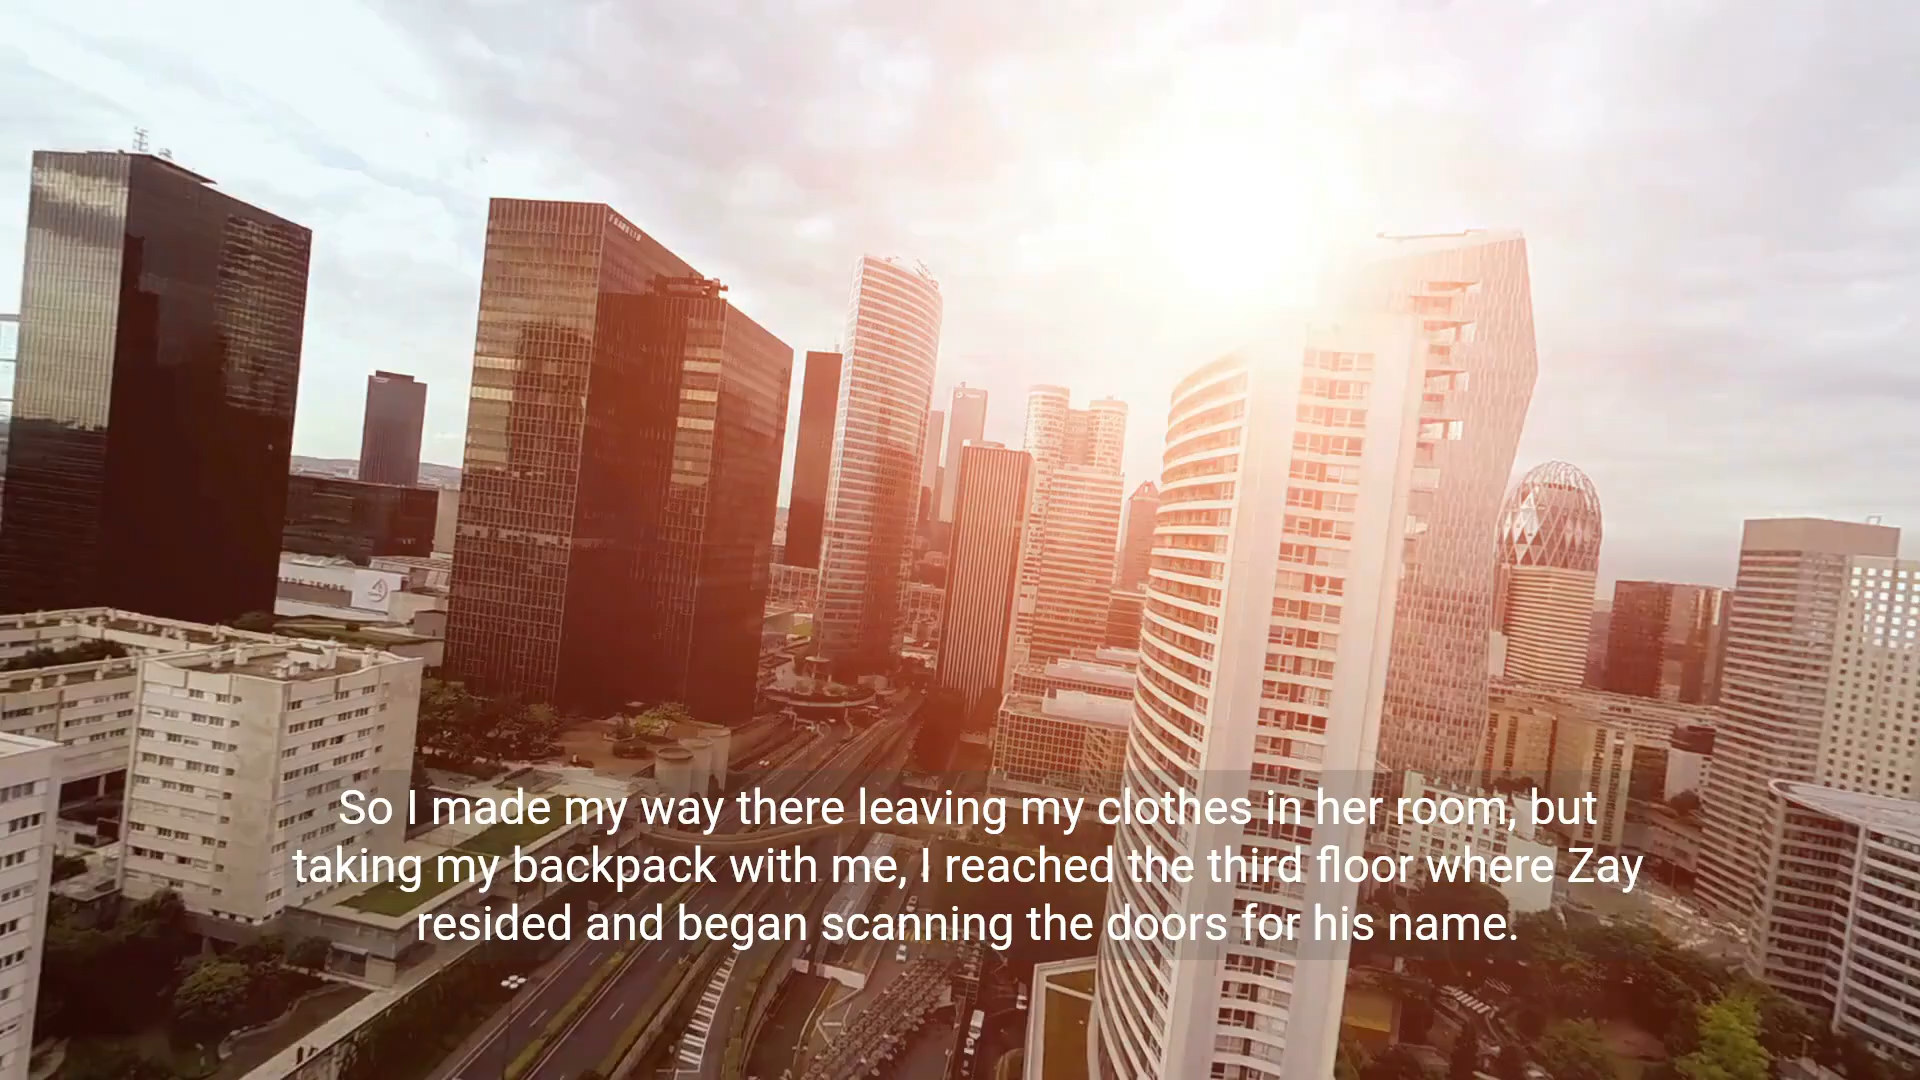 FRANKLIN
So I made my way there leaving my clothes in her room, but
taking my backpack with me, I reached the third floor where Zay
resided and began scanning the doors for his name.